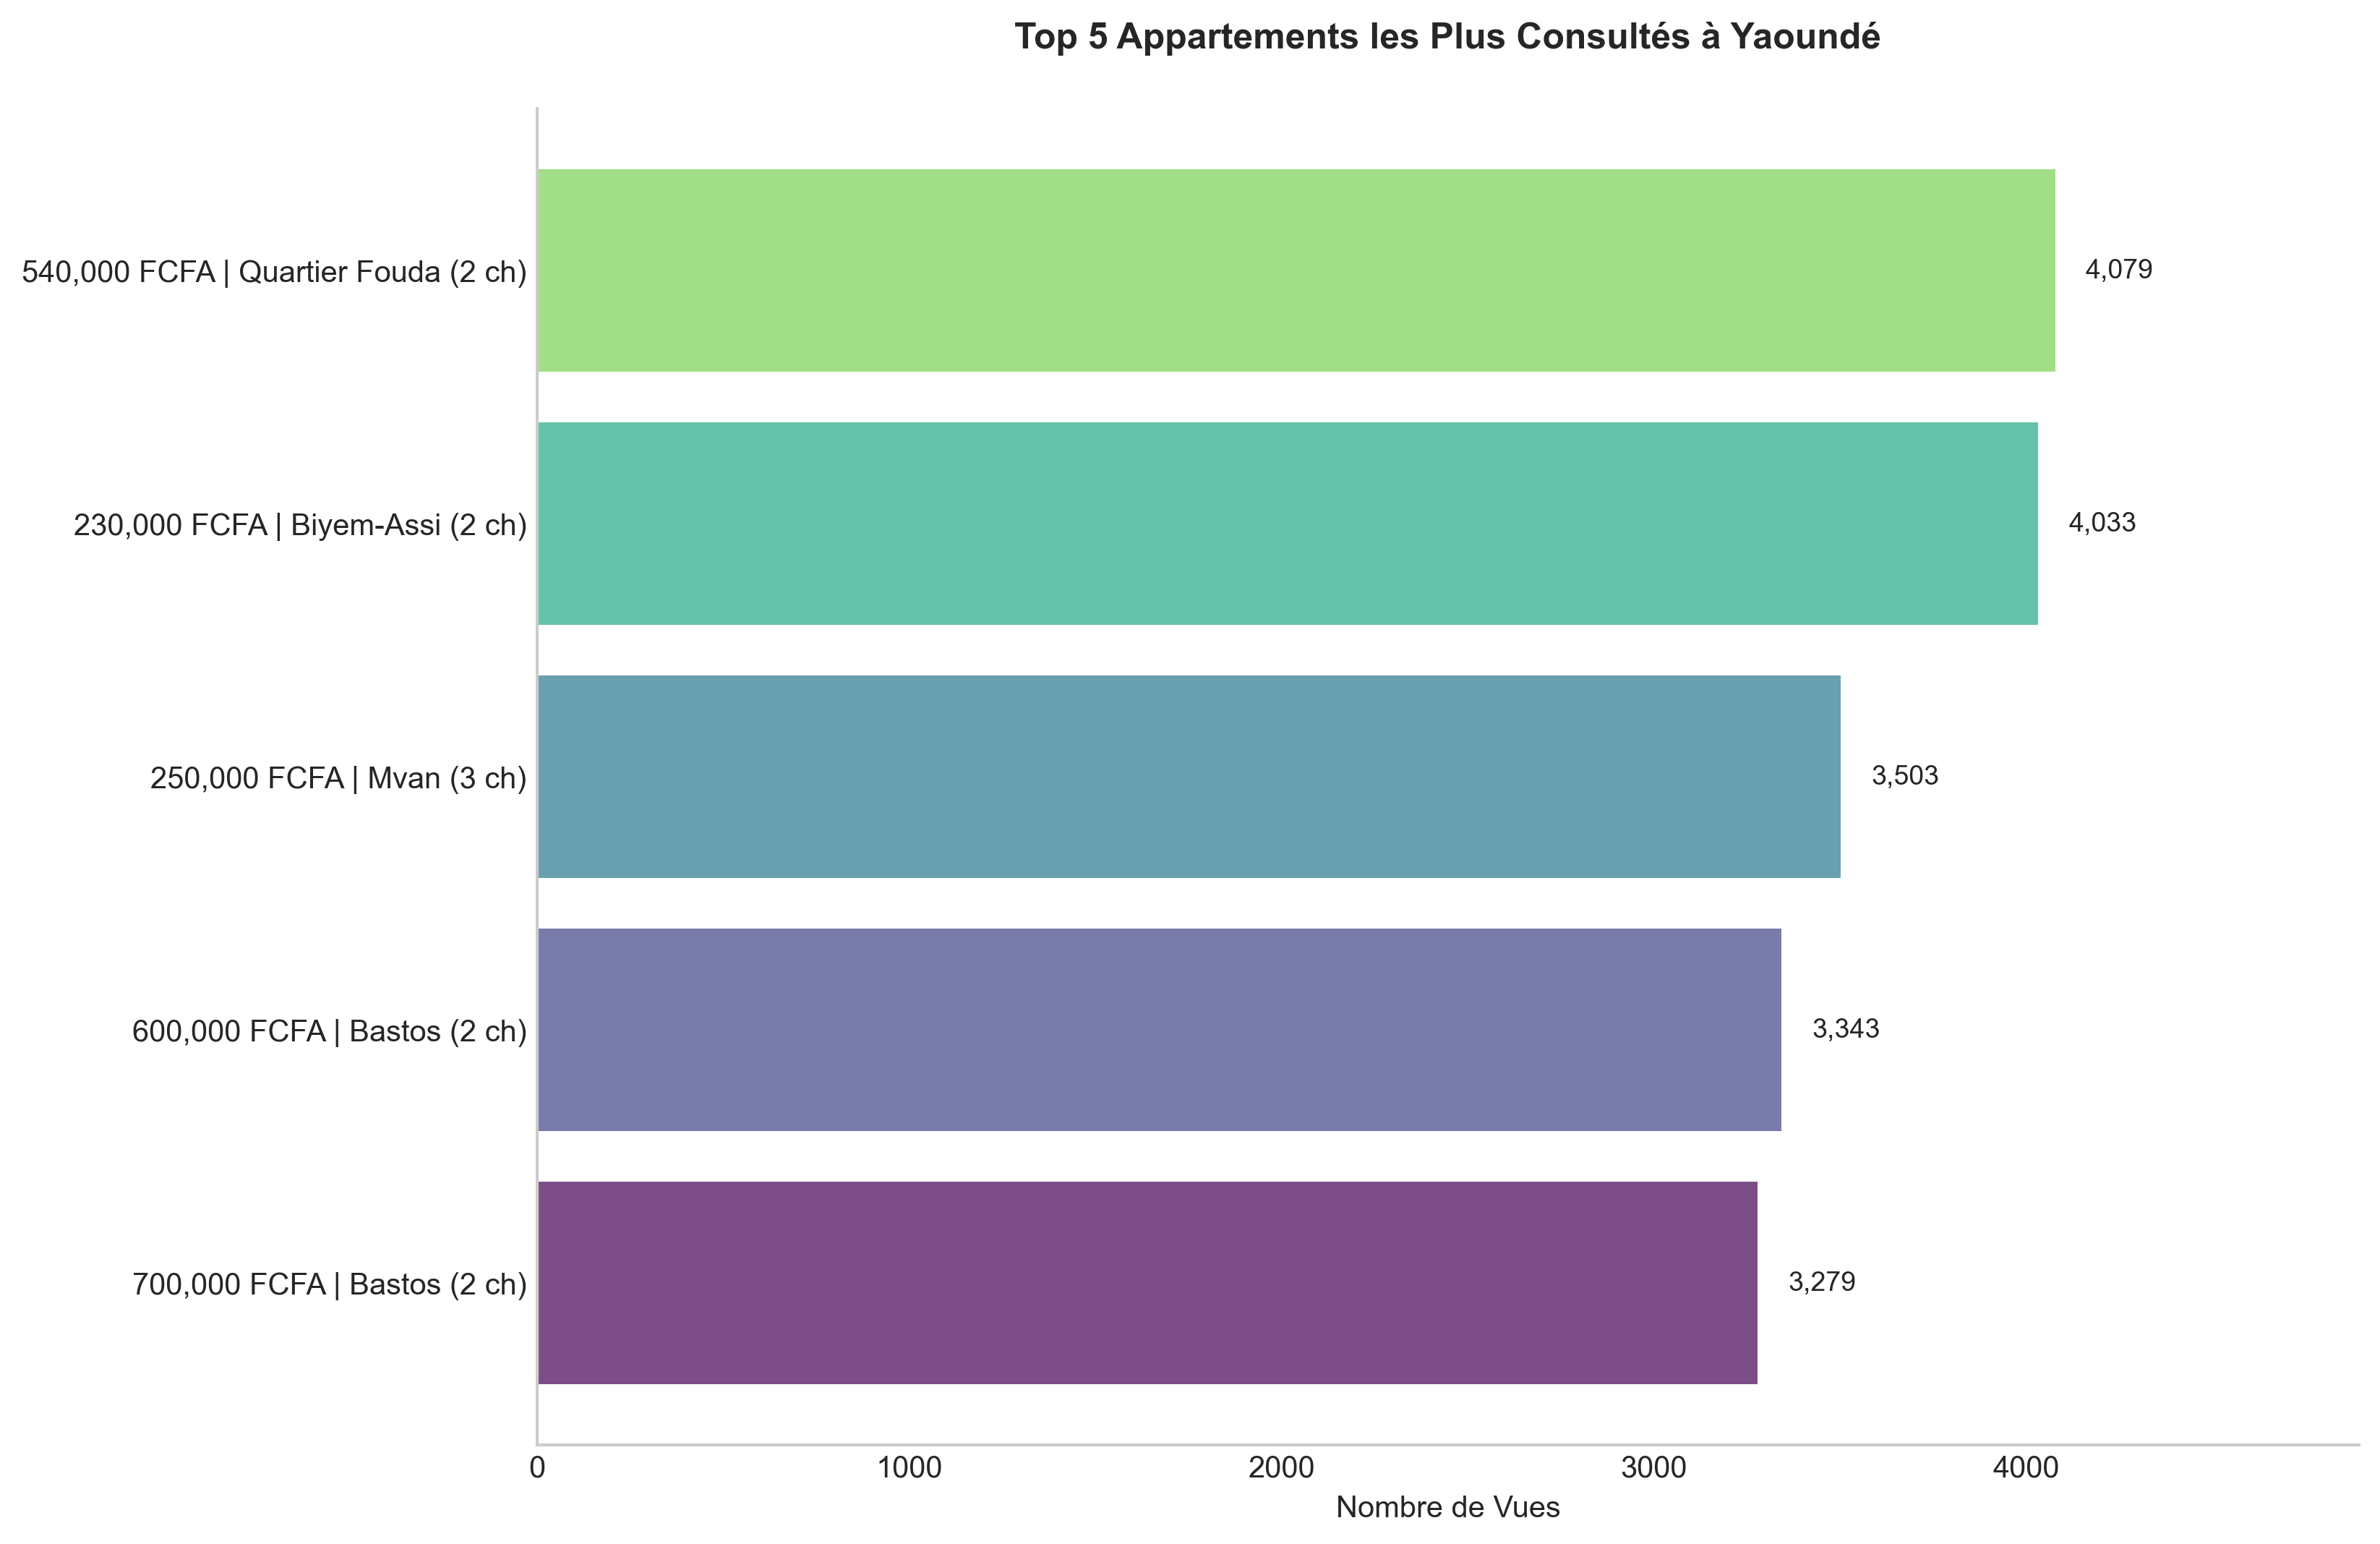 Top 5 Appartements les Plus Consultés à Yaoundé
540,000 FCFA | Quartier Fouda (2 ch)
4,079
230,000 FCFA | Biyem-Assi (2 ch)
4,033
250,000 FCFA | Mvan (3 ch)
3,503
600,000 FCFA | Bastos (2 ch)
3,343
700,000 FCFA | Bastos (2 ch)
3,279
0 1000 2000 3000 4000
Nombre de Vues